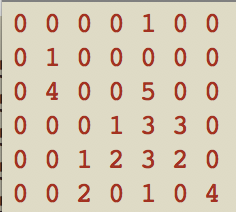 0 0 0 0 1 0 0
0 1 0 0 0 0 0
0 4 0 0 5 0 0
0 0 0 1 3 3 0
0 0 1 2 3 2 0
0 0 2 0 1 0 4